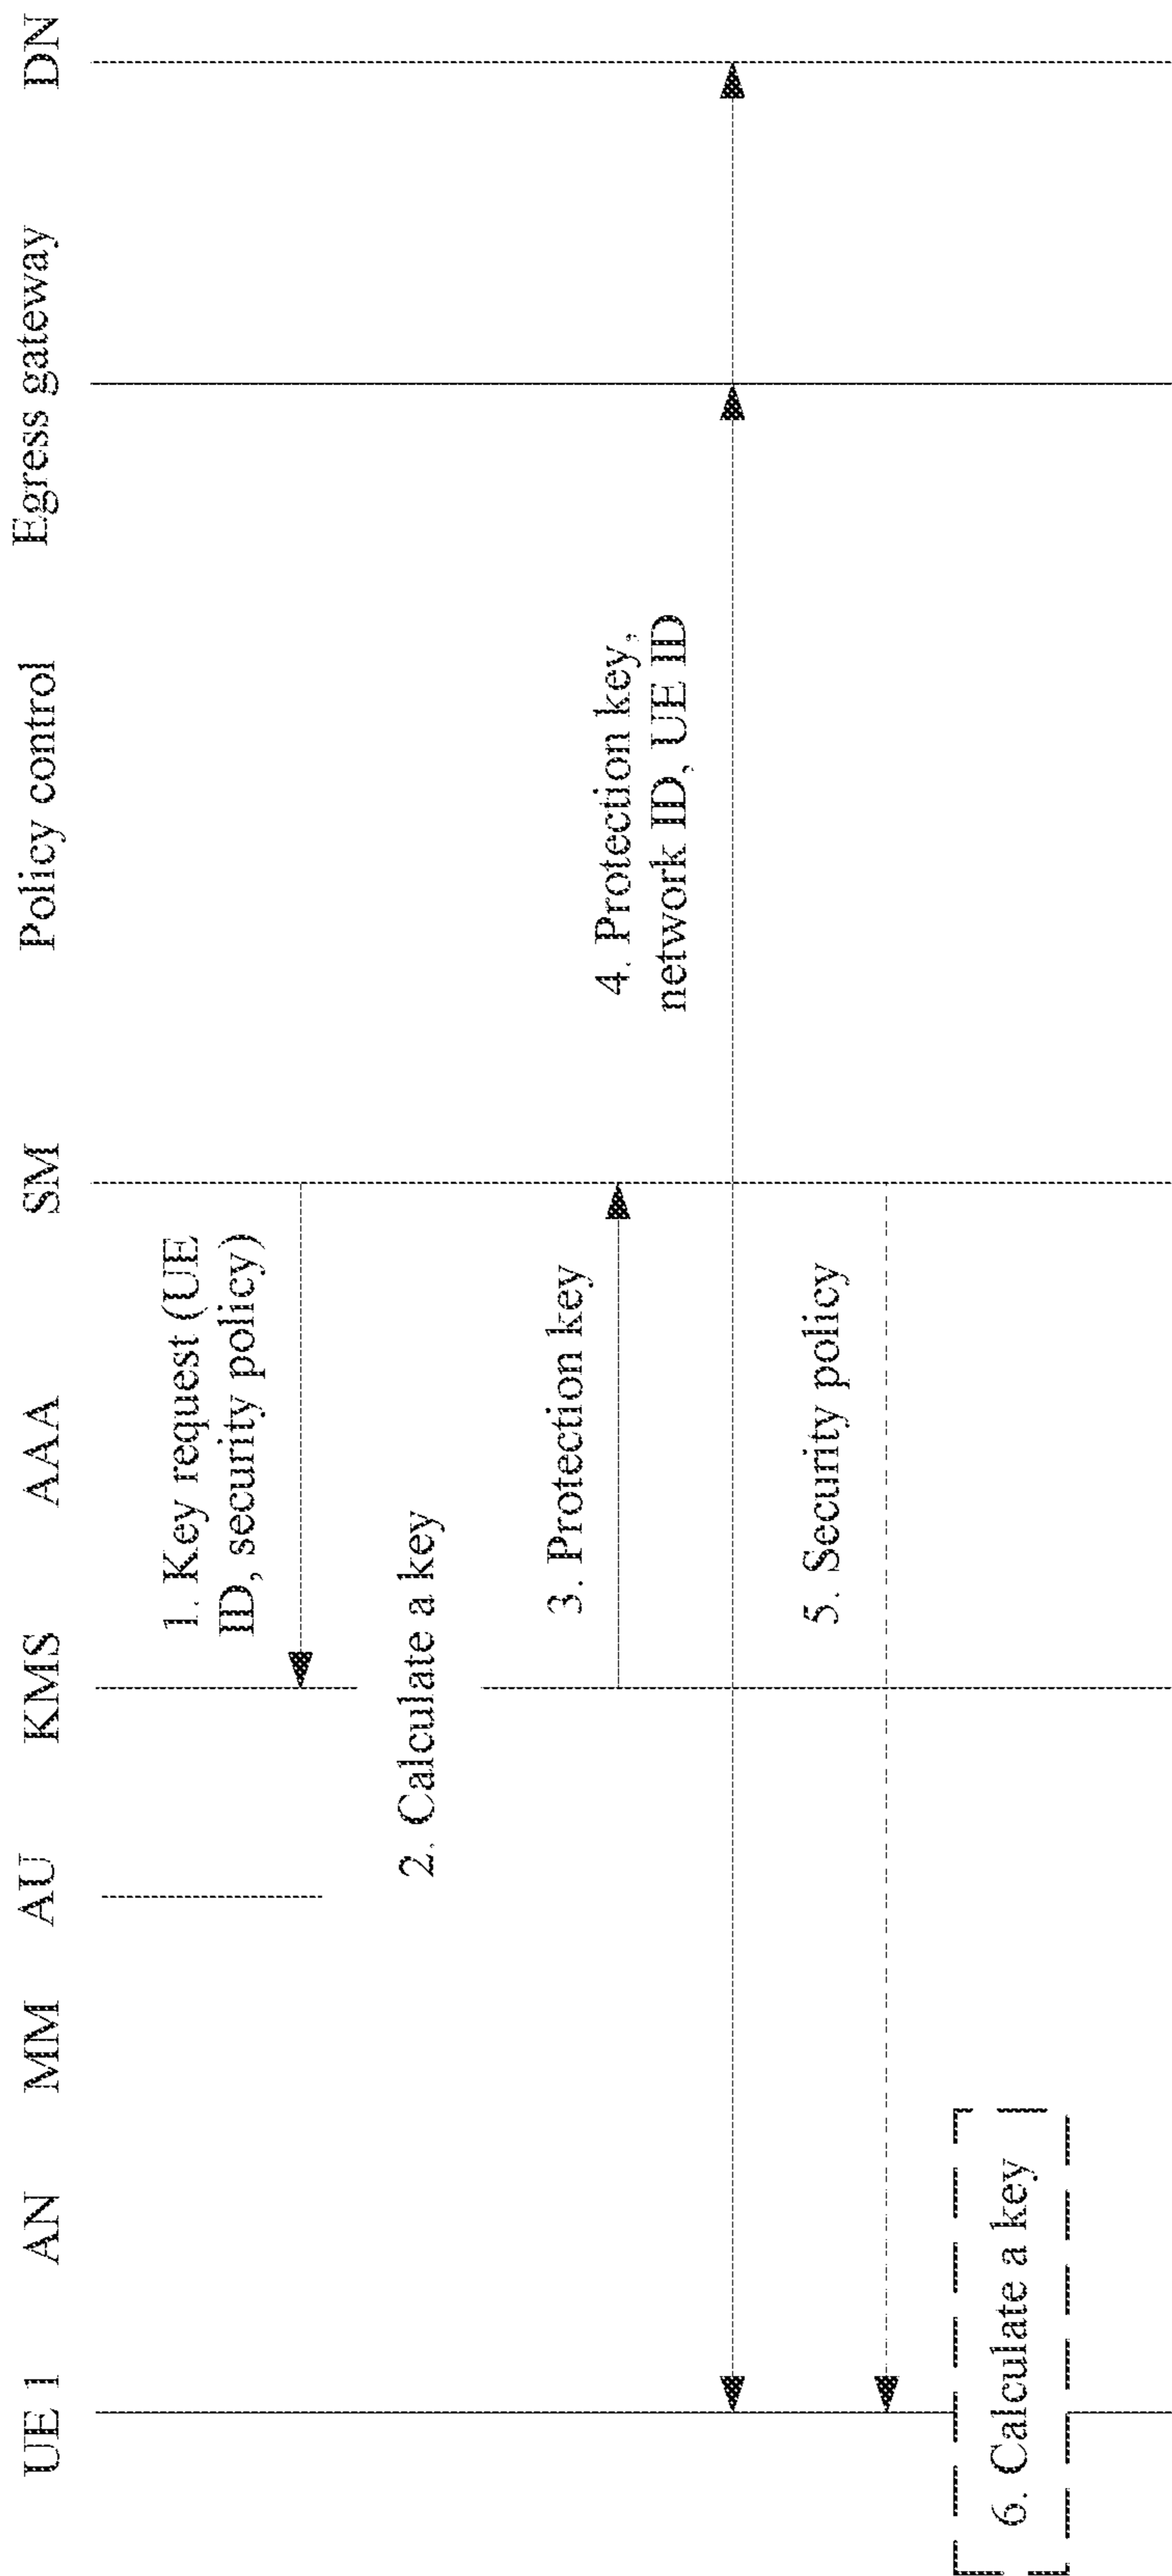 UE 1 AN MM AU KMS AAA SM Policy control Egress gateway DN
1. Key request (UE
ID, security policy)
2. Calculate a key
3. Protection key
4. Protection key,
network ID, UE ID
5. Security policy
6. Calculate a key